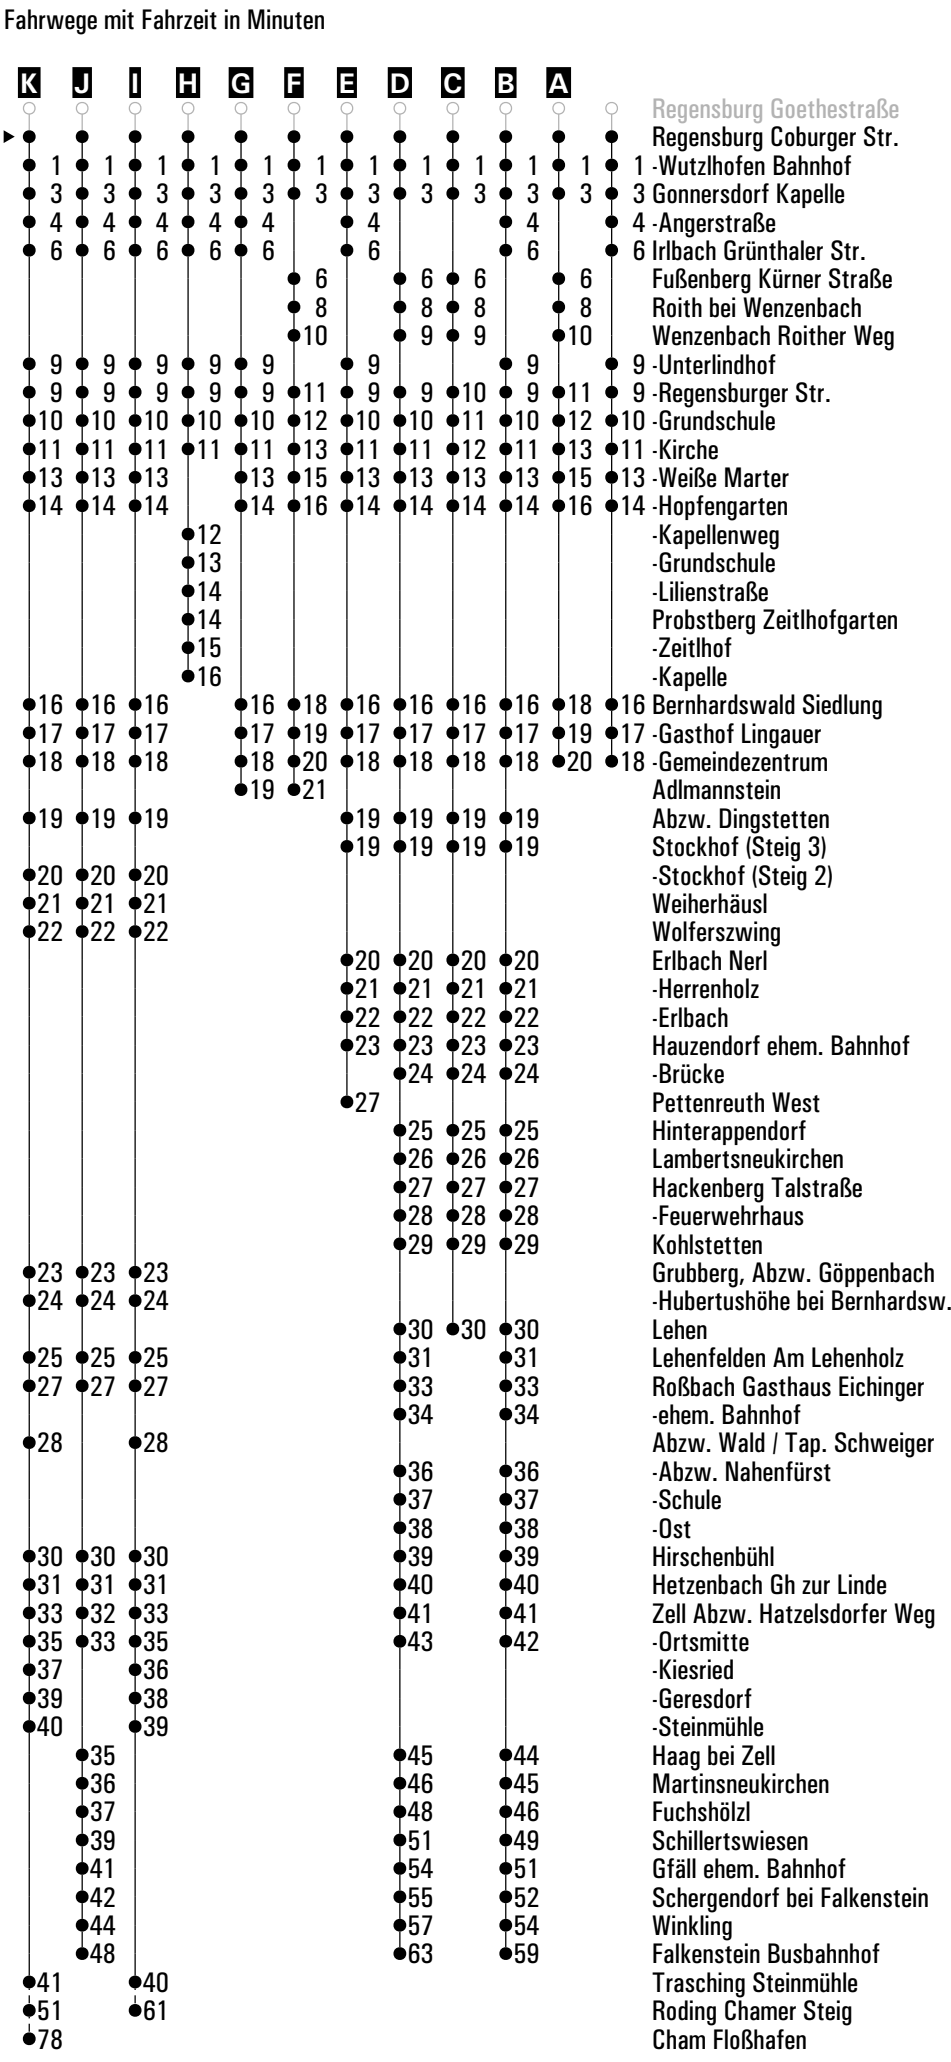 Fahrwege mit Fahrzeit in Minuten
K J I H G F E D C B A
Regensburg Goethestraße
Regensburg Coburger Str.
1 1 1 1 1 1 1 1 1 1 1 1 -Wutzlhofen Bahnhof
3 3 3 3 3 3 3 3 3 3 3 3 Gonnersdorf Kapelle
4 4 4 4 4 4 4 4 -Angerstraße
6 6 6 6 6 6 6 6 Irlbach Grünthaler Str.
6 6 6 6 Fußenberg Kürner Straße
8 8 8 8 Roith bei Wenzenbach
10 9 9 10 Wenzenbach Roither Weg
9 9 9 9 9 9 9 9 -Unterlindhof
9 9 9 9 9 11 9 9 10 9 11 9 -Regensburger Str.
10 10 10 10 10 12 10 10 11 10 12 10 -Grundschule
11 11 11 11 11 13 11 11 12 11 13 11 -Kirche
13 13 13 13 15 13 13 13 13 15 13 -Weiße Marter
14 14 14 14 16 14 14 14 14 16 14 -Hopfengarten
12 -Kapellenweg
13 -Grundschule
14 -Lilienstraße
14 Probstberg Zeitlhofgarten
15 -Zeitlhof
16 -Kapelle
16 16 16 16 18 16 16 16 16 18 16 Bernhardswald Siedlung
17 17 17 17 19 17 17 17 17 19 17 -Gasthof Lingauer
18 18 18 18 20 18 18 18 18 20 18 -Gemeindezentrum
19 21 Adlmannstein
19 19 19 19 19 19 19 Abzw. Dingstetten
19 19 19 19 Stockhof (Steig 3)
20 20 20 -Stockhof (Steig 2)
21 21 21 Weiherhäusl
22 22 22 Wolferszwing
20 20 20 20 Erlbach Nerl
21 21 21 21 -Herrenholz
22 22 22 22 -Erlbach
23 23 23 23 Hauzendorf ehem. Bahnhof
24 24 24 -Brücke
27 Pettenreuth West
25 25 25 Hinterappendorf
26 26 26 Lambertsneukirchen
27 27 27 Hackenberg Talstraße
28 28 28 -Feuerwehrhaus
29 29 29 Kohlstetten
23 23 23 Grubberg, Abzw. Göppenbach
24 24 24 -Hubertushöhe bei Bernhardsw.
30 30 30 Lehen
25 25 25 31 31 Lehenfelden Am Lehenholz
27 27 27 33 33 Roßbach Gasthaus Eichinger
34 34 -ehem. Bahnhof
28 28 Abzw. Wald / Tap. Schweiger
36 36 -Abzw. Nahenfürst
37 37 -Schule
38 38 -Ost
30 30 30 39 39 Hirschenbühl
31 31 31 40 40 Hetzenbach Gh zur Linde
33 32 33 41 41 Zell Abzw. Hatzelsdorfer Weg
35 33 35 43 42 -Ortsmitte
37 36 -Kiesried
39 38 -Geresdorf
40 39 -Steinmühle
35 45 44 Haag bei Zell
36 46 45 Martinsneukirchen
37 48 46 Fuchshölzl
39 51 49 Schillertswiesen
41 54 51 Gfäll ehem. Bahnhof
42 55 52 Schergendorf bei Falkenstein
44 57 54 Winkling
48 63 59 Falkenstein Busbahnhof
41 40 Trasching Steinmühle
51 61 Roding Chamer Steig
78 Cham Floßhafen